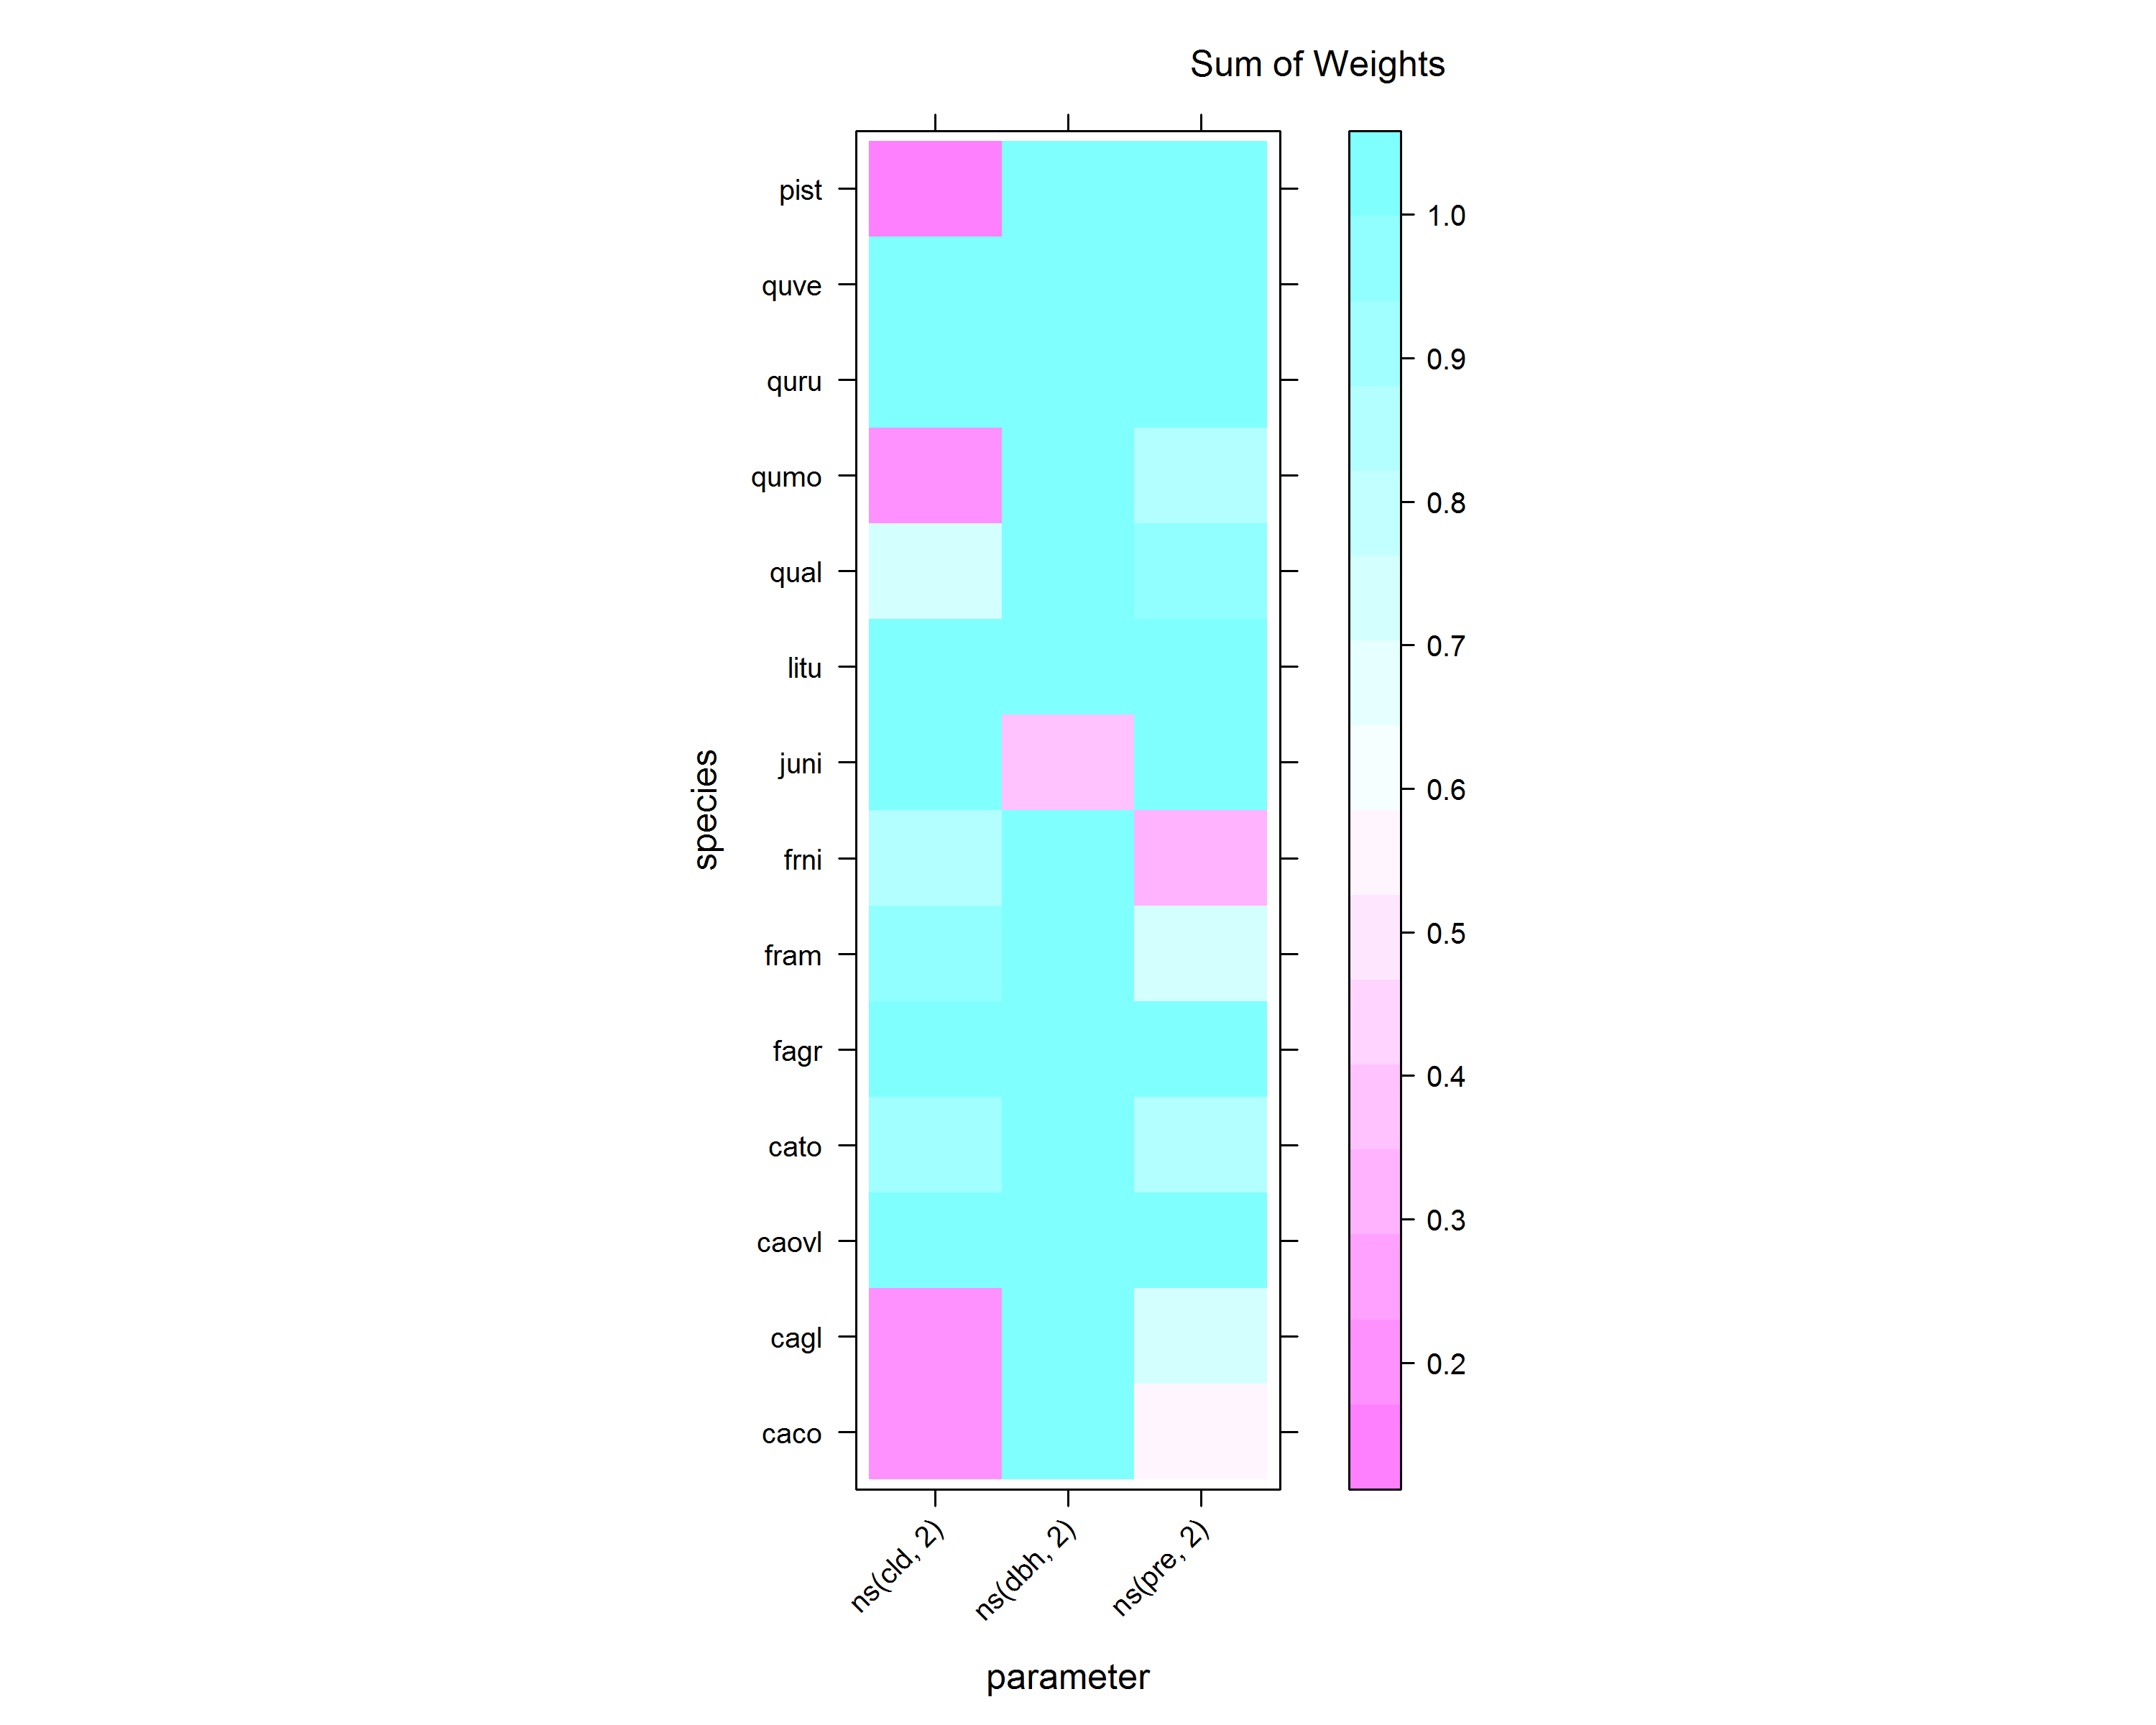 Sum of Weights
pist
quve
quru
qumo
qual
litu
juni
frni
fram
fagr
cato
caovl
cagl
caco
species
ns(cld, 2)
ns(dbh, 2)
ns(pre, 2)
parameter
1.0
0.9
0.8
0.7
0.6
0.5
0.4
0.3
0.2